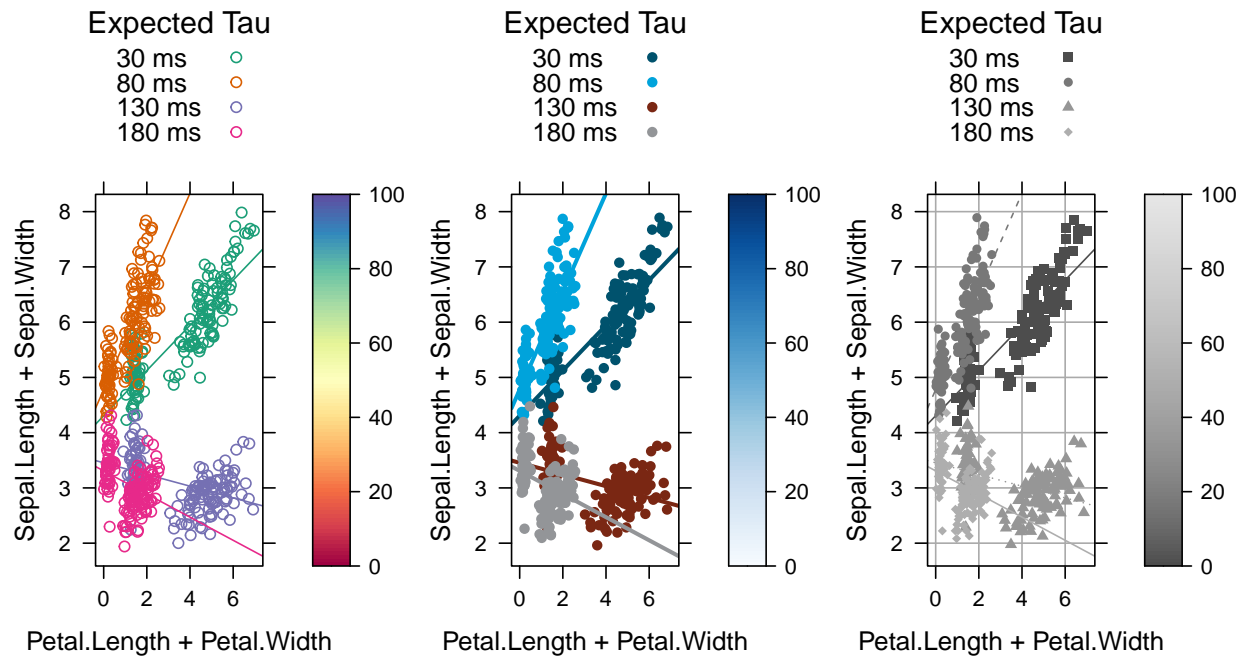 Expected Tau
30 ms
80 ms
130 ms
180 ms
Sepal.Length + Sepal.Width
8
7
6
5
4
3
2
0 2 4 6
Petal.Length + Petal.Width
100
80
60
40
20
0
Expected Tau
30 ms
80 ms
130 ms
180 ms
Sepal.Length + Sepal.Width
8
7
6
5
4
3
2
0 2 4 6
Petal.Length + Petal.Width
100
80
60
40
20
0
Expected Tau
30 ms
80 ms
130 ms
180 ms
Sepal.Length + Sepal.Width
8
7
6
5
4
3
2
0 2 4 6
Petal.Length + Petal.Width
100
80
60
40
20
0